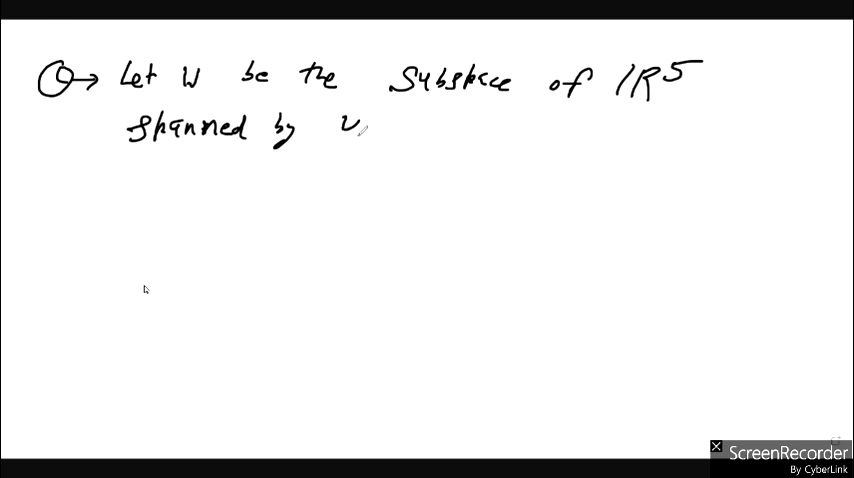 Q→ Let W be the Subspace of IR5
Spanned by u
ScreenRecorder
By CyberLink